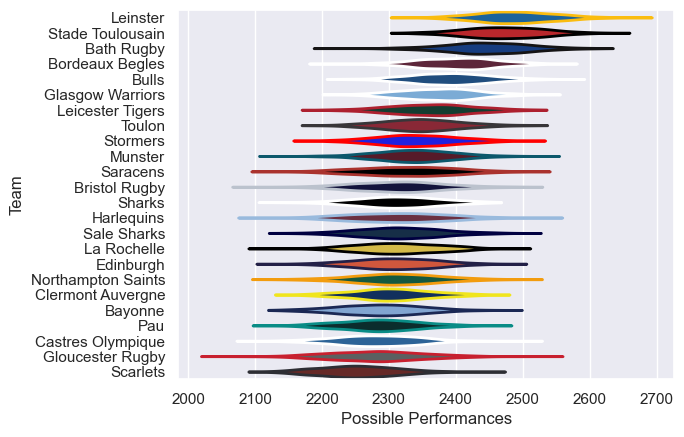 Leinster
Stade Toulousain
Bath Rugby
Bordeaux Begles
Bulls
Glasgow Warriors
Leicester Tigers
Toulon
Stormers
Munster
Saracens
Bristol Rugby
Sharks
Harlequins
Sale Sharks
La Rochelle
Edinburgh
Northampton Saints
Clermont Auvergne
Bayonne
Pau
Castres Olympique
Gloucester Rugby
Scarlets
Team
2000 2100 2200 2300 2400 2500 2600 2700
Possible Performances